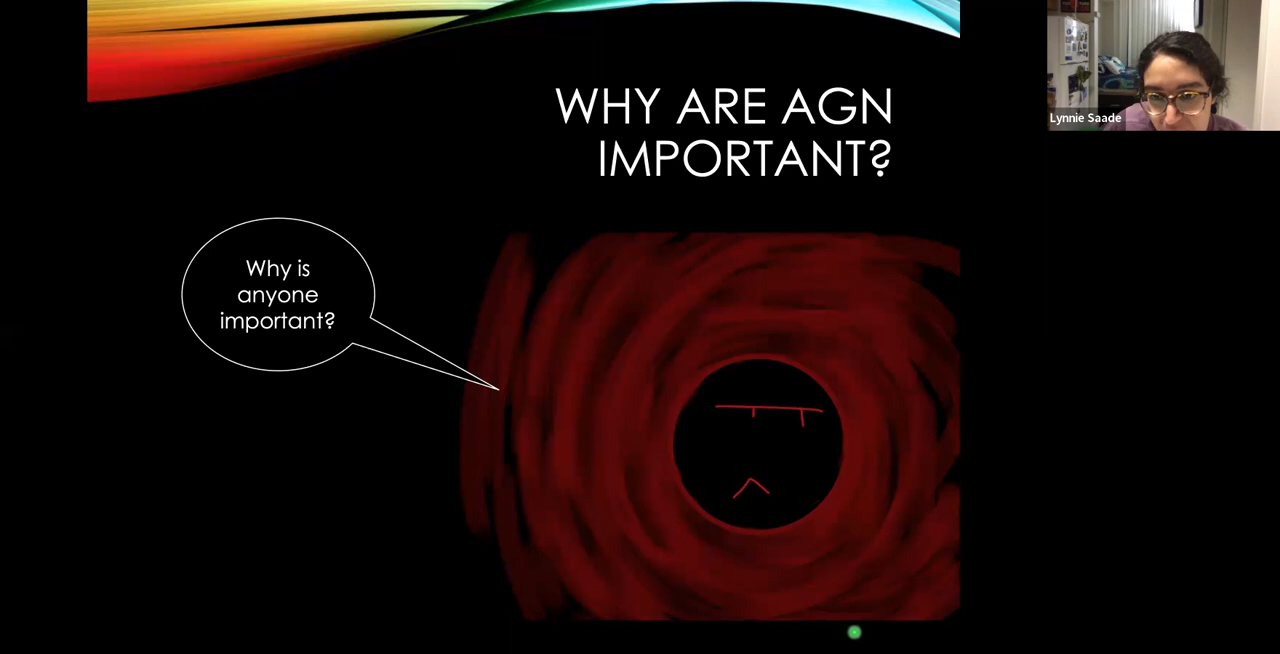 WHY ARE AGN
IMPORTANT?
Why is
anyone
important?
Lynnie Saade